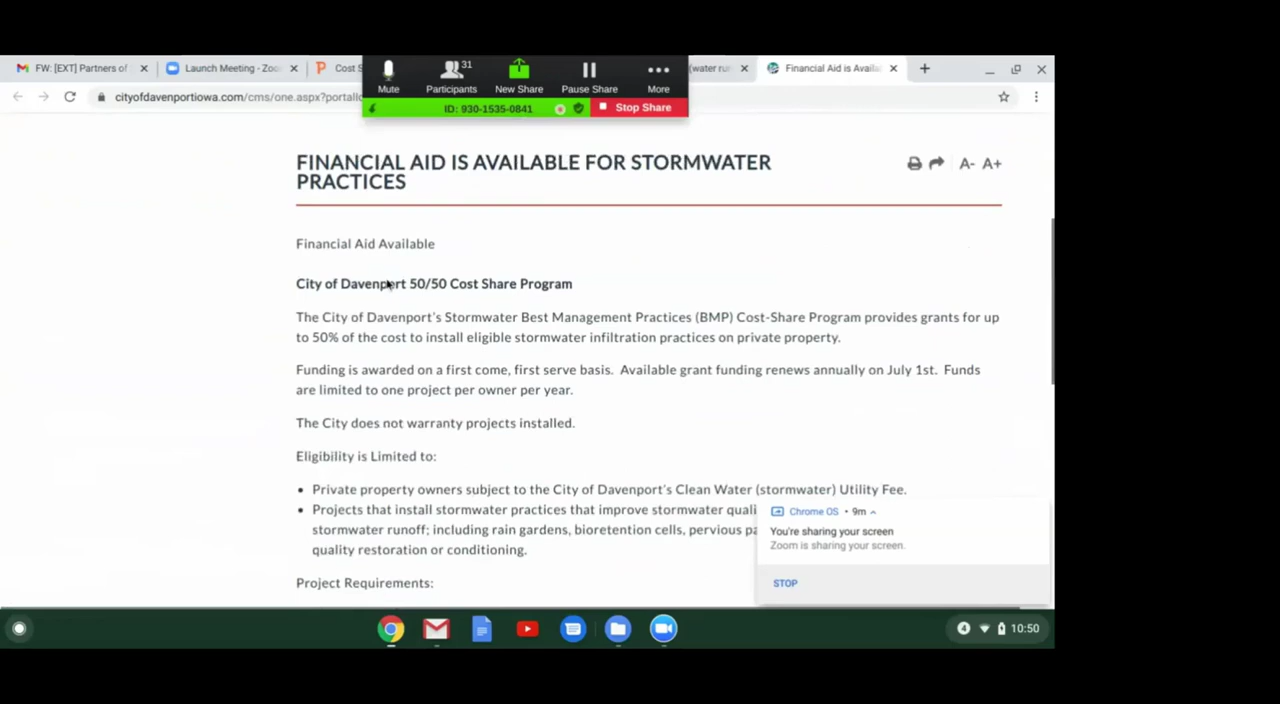 FW: [EXT] Partners of
Launch Meeting - Zoo
Cost S
(water run
Financial Aid is Availa
31
Mute
Participants
New Share
Pause Share
More
cityofdavenportiowa.com/cms/one.aspx?portalId
ID: 930-1535-0841
Stop Share
FINANCIAL AID IS AVAILABLE FOR STORMWATER
PRACTICES
A- A+
Financial Aid Available
City of Davenport 50/50 Cost Share Program
The City of Davenport's Stormwater Best Management Practices (BMP) Cost-Share Program provides grants for up
to 50% of the cost to install eligible stormwater infiltration practices on private property.
Funding is awarded on a first come, first serve basis. Available grant funding renews annually on July 1st. Funds
are limited to one project per owner per year.
The City does not warranty projects installed.
Eligibility is Limited to:
• Private property owners subject to the City of Davenport's Clean Water (stormwater) Utility Fee.
• Projects that install stormwater practices that improve stormwater quali
stormwater runoff; including rain gardens, bioretention cells, pervious pa
quality restoration or conditioning.
Project Requirements:
Chrome OS • 9m
You're sharing your screen
Zoom is sharing your screen.
STOP
4
10:50